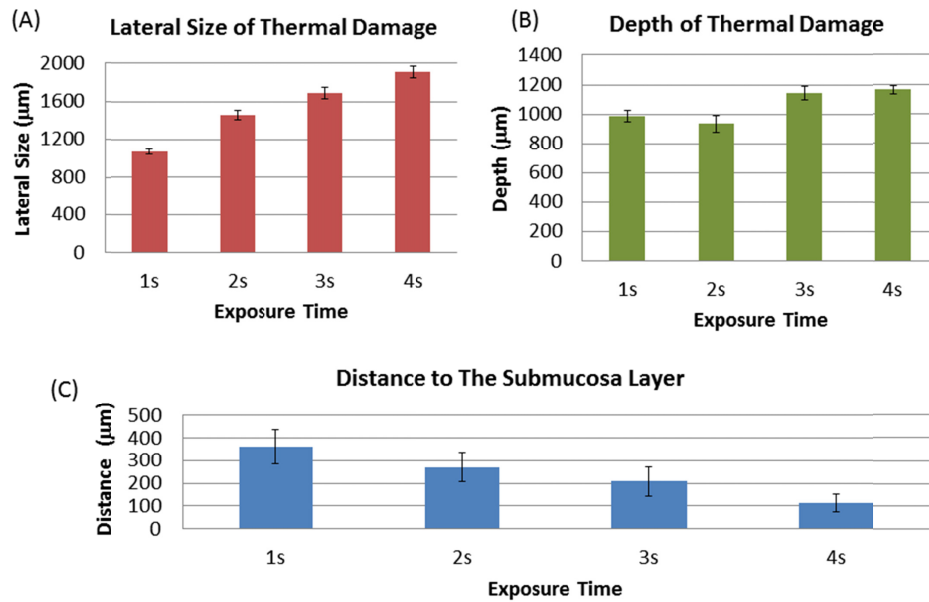 (A)
Lateral Size of Thermal Damage
Lateral Size (μm)
2000
1600
1200
800
400
0
1s 2s 3s 4s
Exposure Time
(B)
Depth of Thermal Damage
Depth (μm)
1400
1200
1000
800
600
400
200
0
1s 2s 3s 4s
Exposure Time
(C)
Distance to The Submucosa Layer
Distance (μm)
500
400
300
200
100
0
1s 2s 3s 4s
Exposure Time